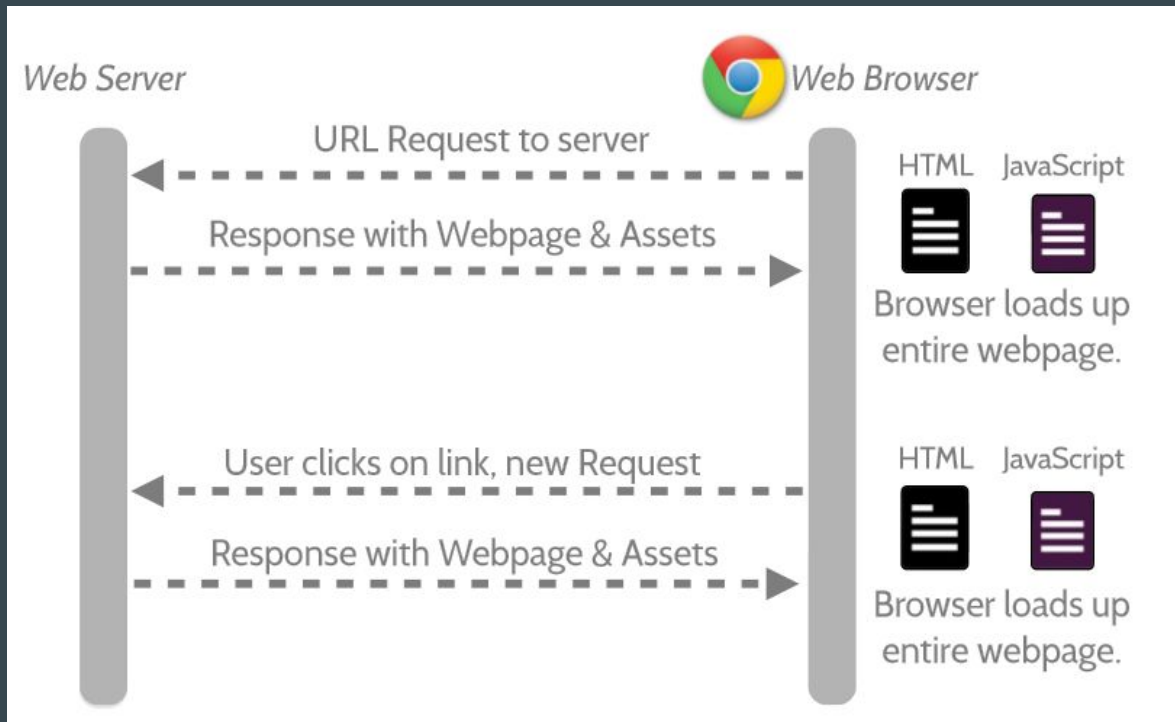 Web Server
Web Browser
URL Request to server
HTML JavaScript
Response with Webpage & Assets
Browser loads up
entire webpage.
User clicks on link, new Request
HTML JavaScript
Response with Webpage & Assets
Browser loads up
entire webpage.